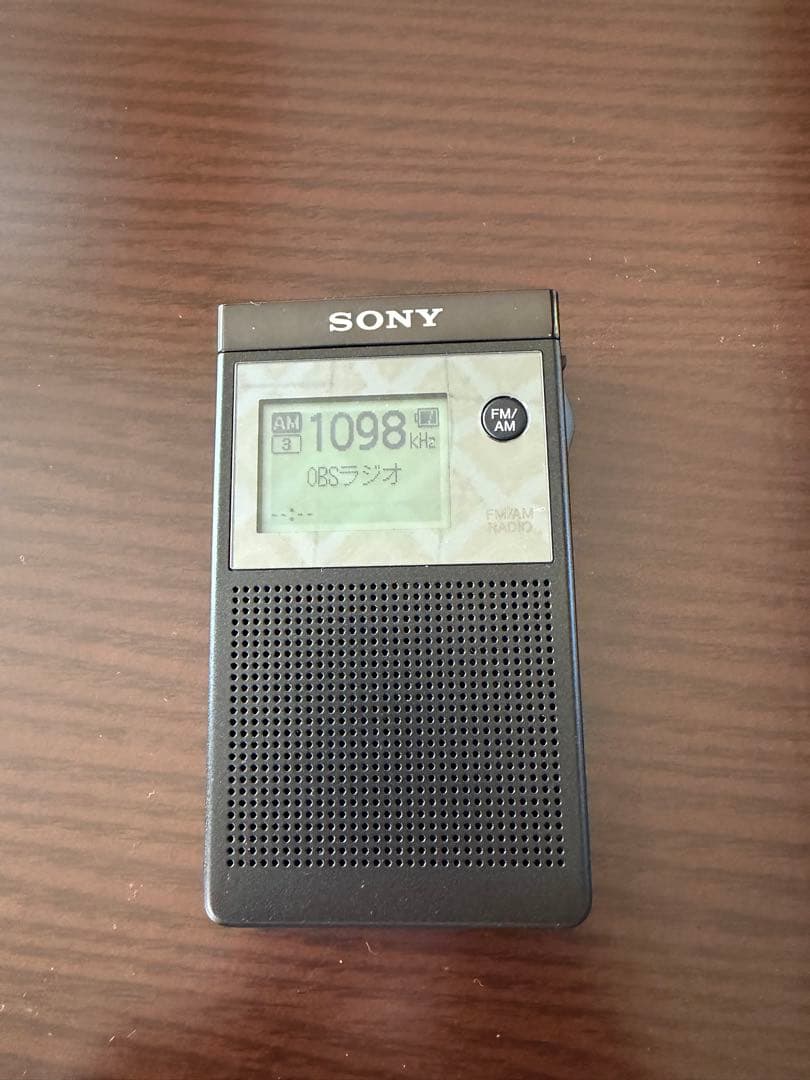 SONY
AM 1098 kHz
3
OBSラジオ
--:--
FM/
AM
FM/AM
RADIO